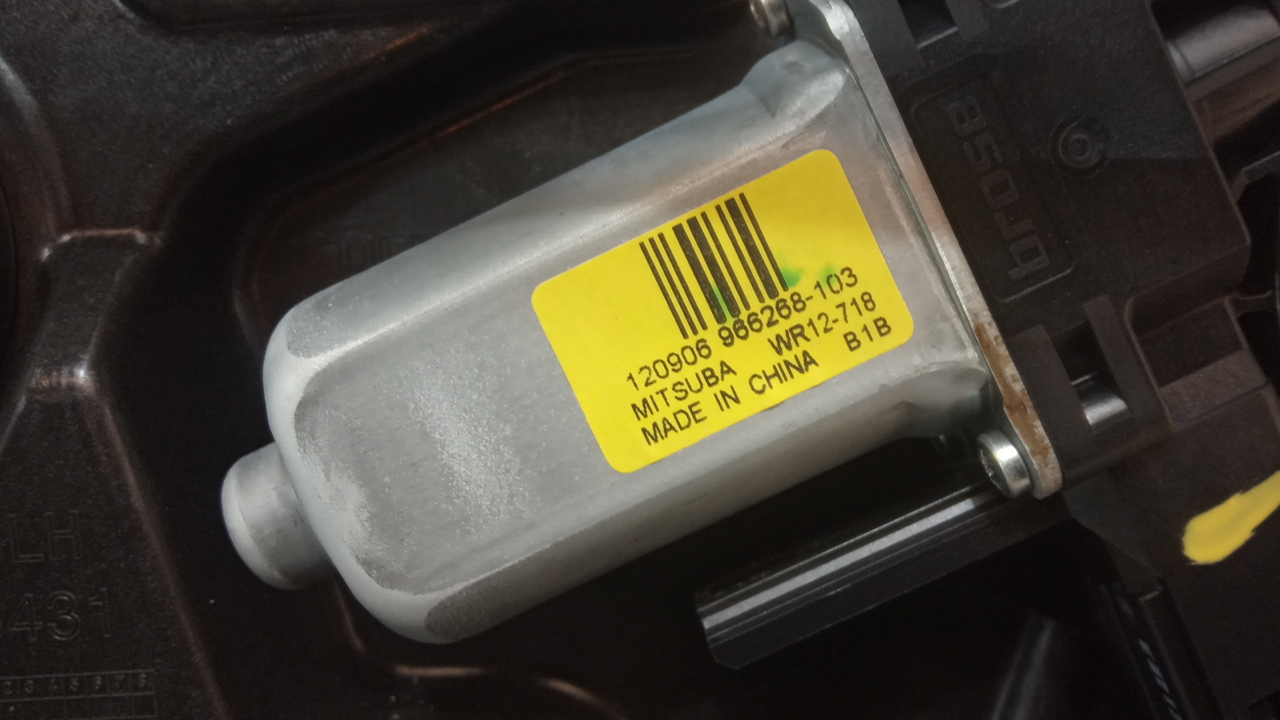 120906 966268-103
MITSUBA WR12-718
MADE IN CHINA B1B
brose
LH
431